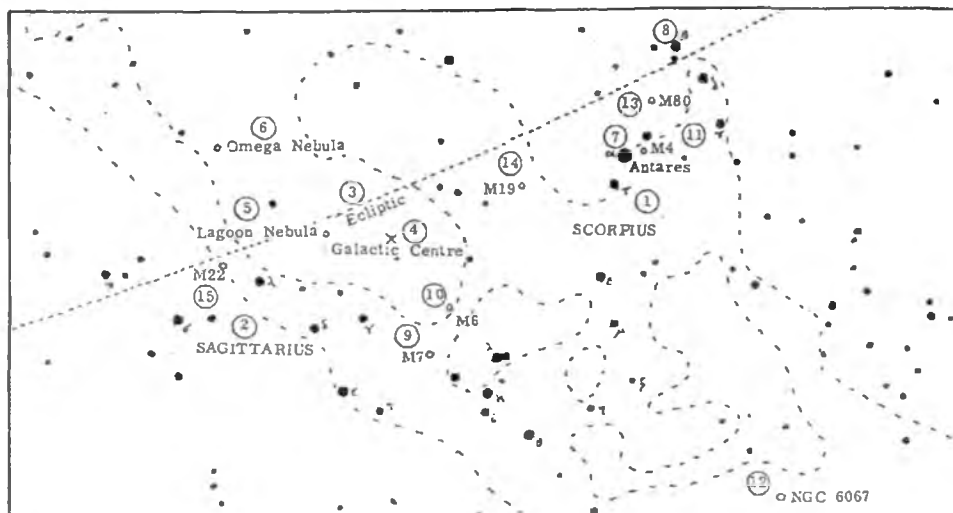 8 β
13 M80
6
Omega Nebula
7 α
11
M4
14
Antares
M19
3
1 τ
Ecliptic
5
4
SCORPIUS
Lagoon Nebula
Galactic Centre
M22
λ
15
10
ε
M6
2
δ
γ
9
μ
SAGITTARIUS
M7
ζ
ε
κ
η
ι
θ
12
NGC 6067